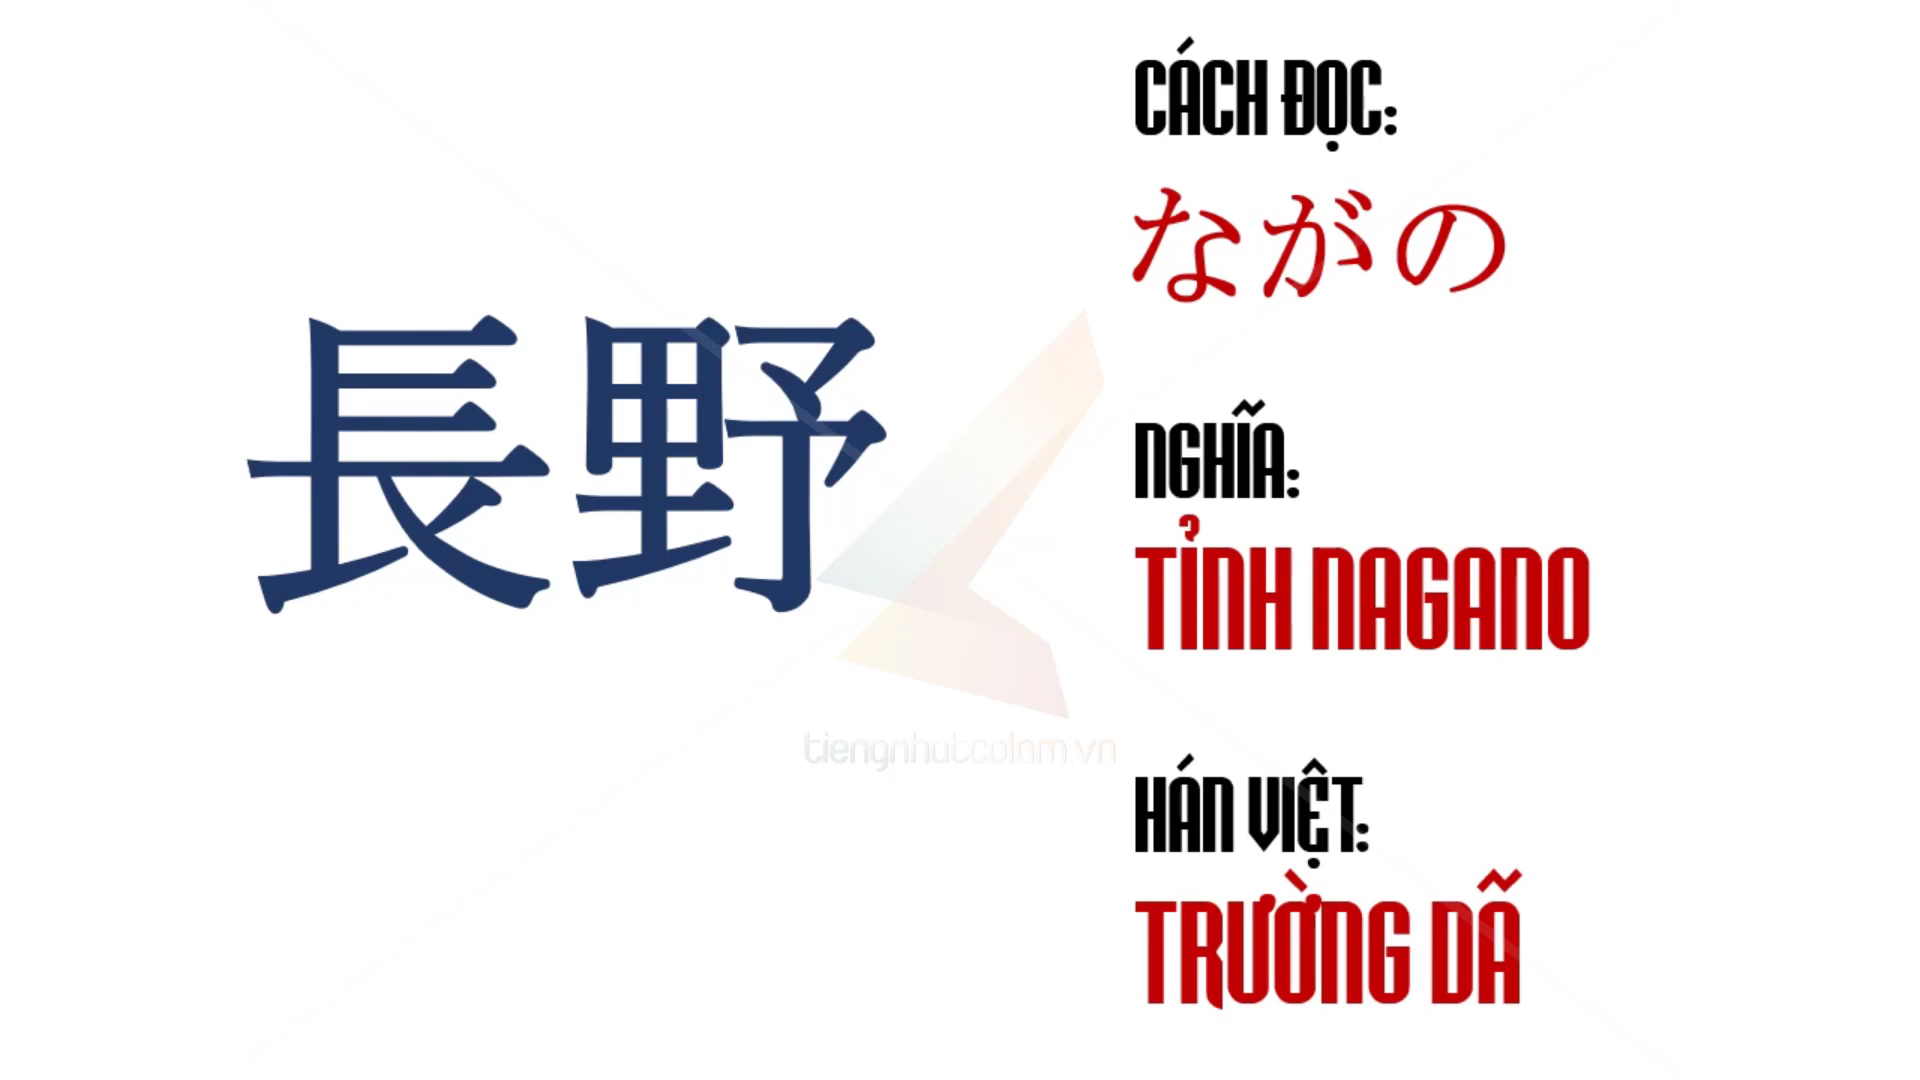 長野
CÁCH ĐỌC:
ながの
NGHĨA:
TỈNH NAGANO
HÁN VIỆT:
TRƯỜNG DÃ
tiengnhatcolam.vn